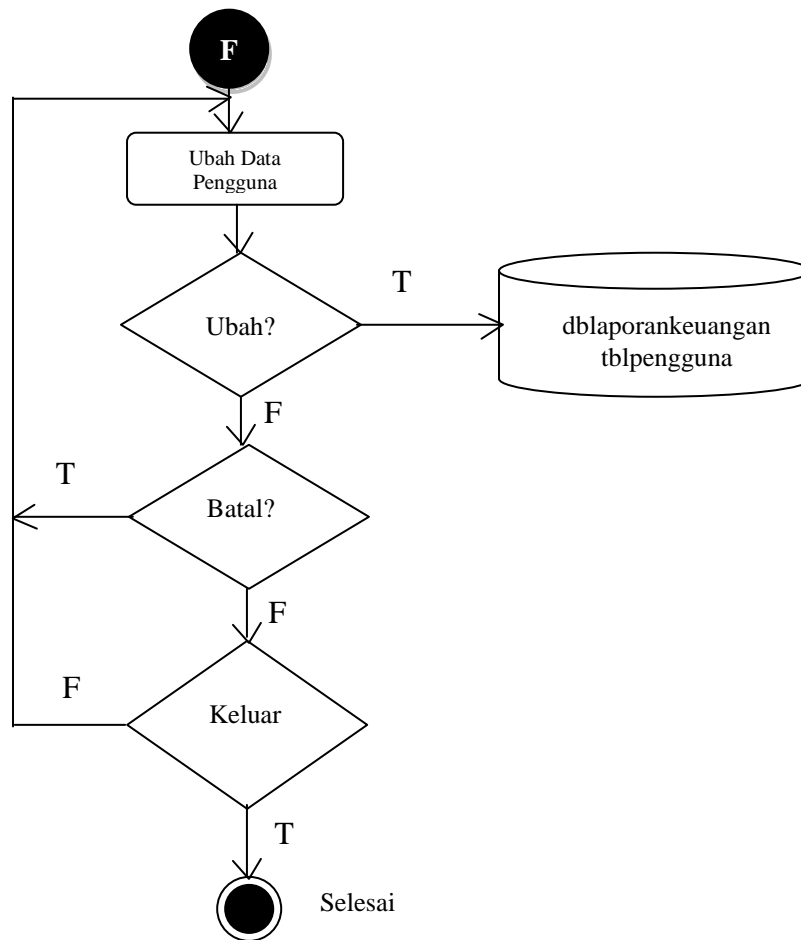 F
Ubah Data
Pengguna
Ubah?
T
dblaporankeuangan
tblpengguna
F
Batal?
T
F
Keluar
F
T
Selesai